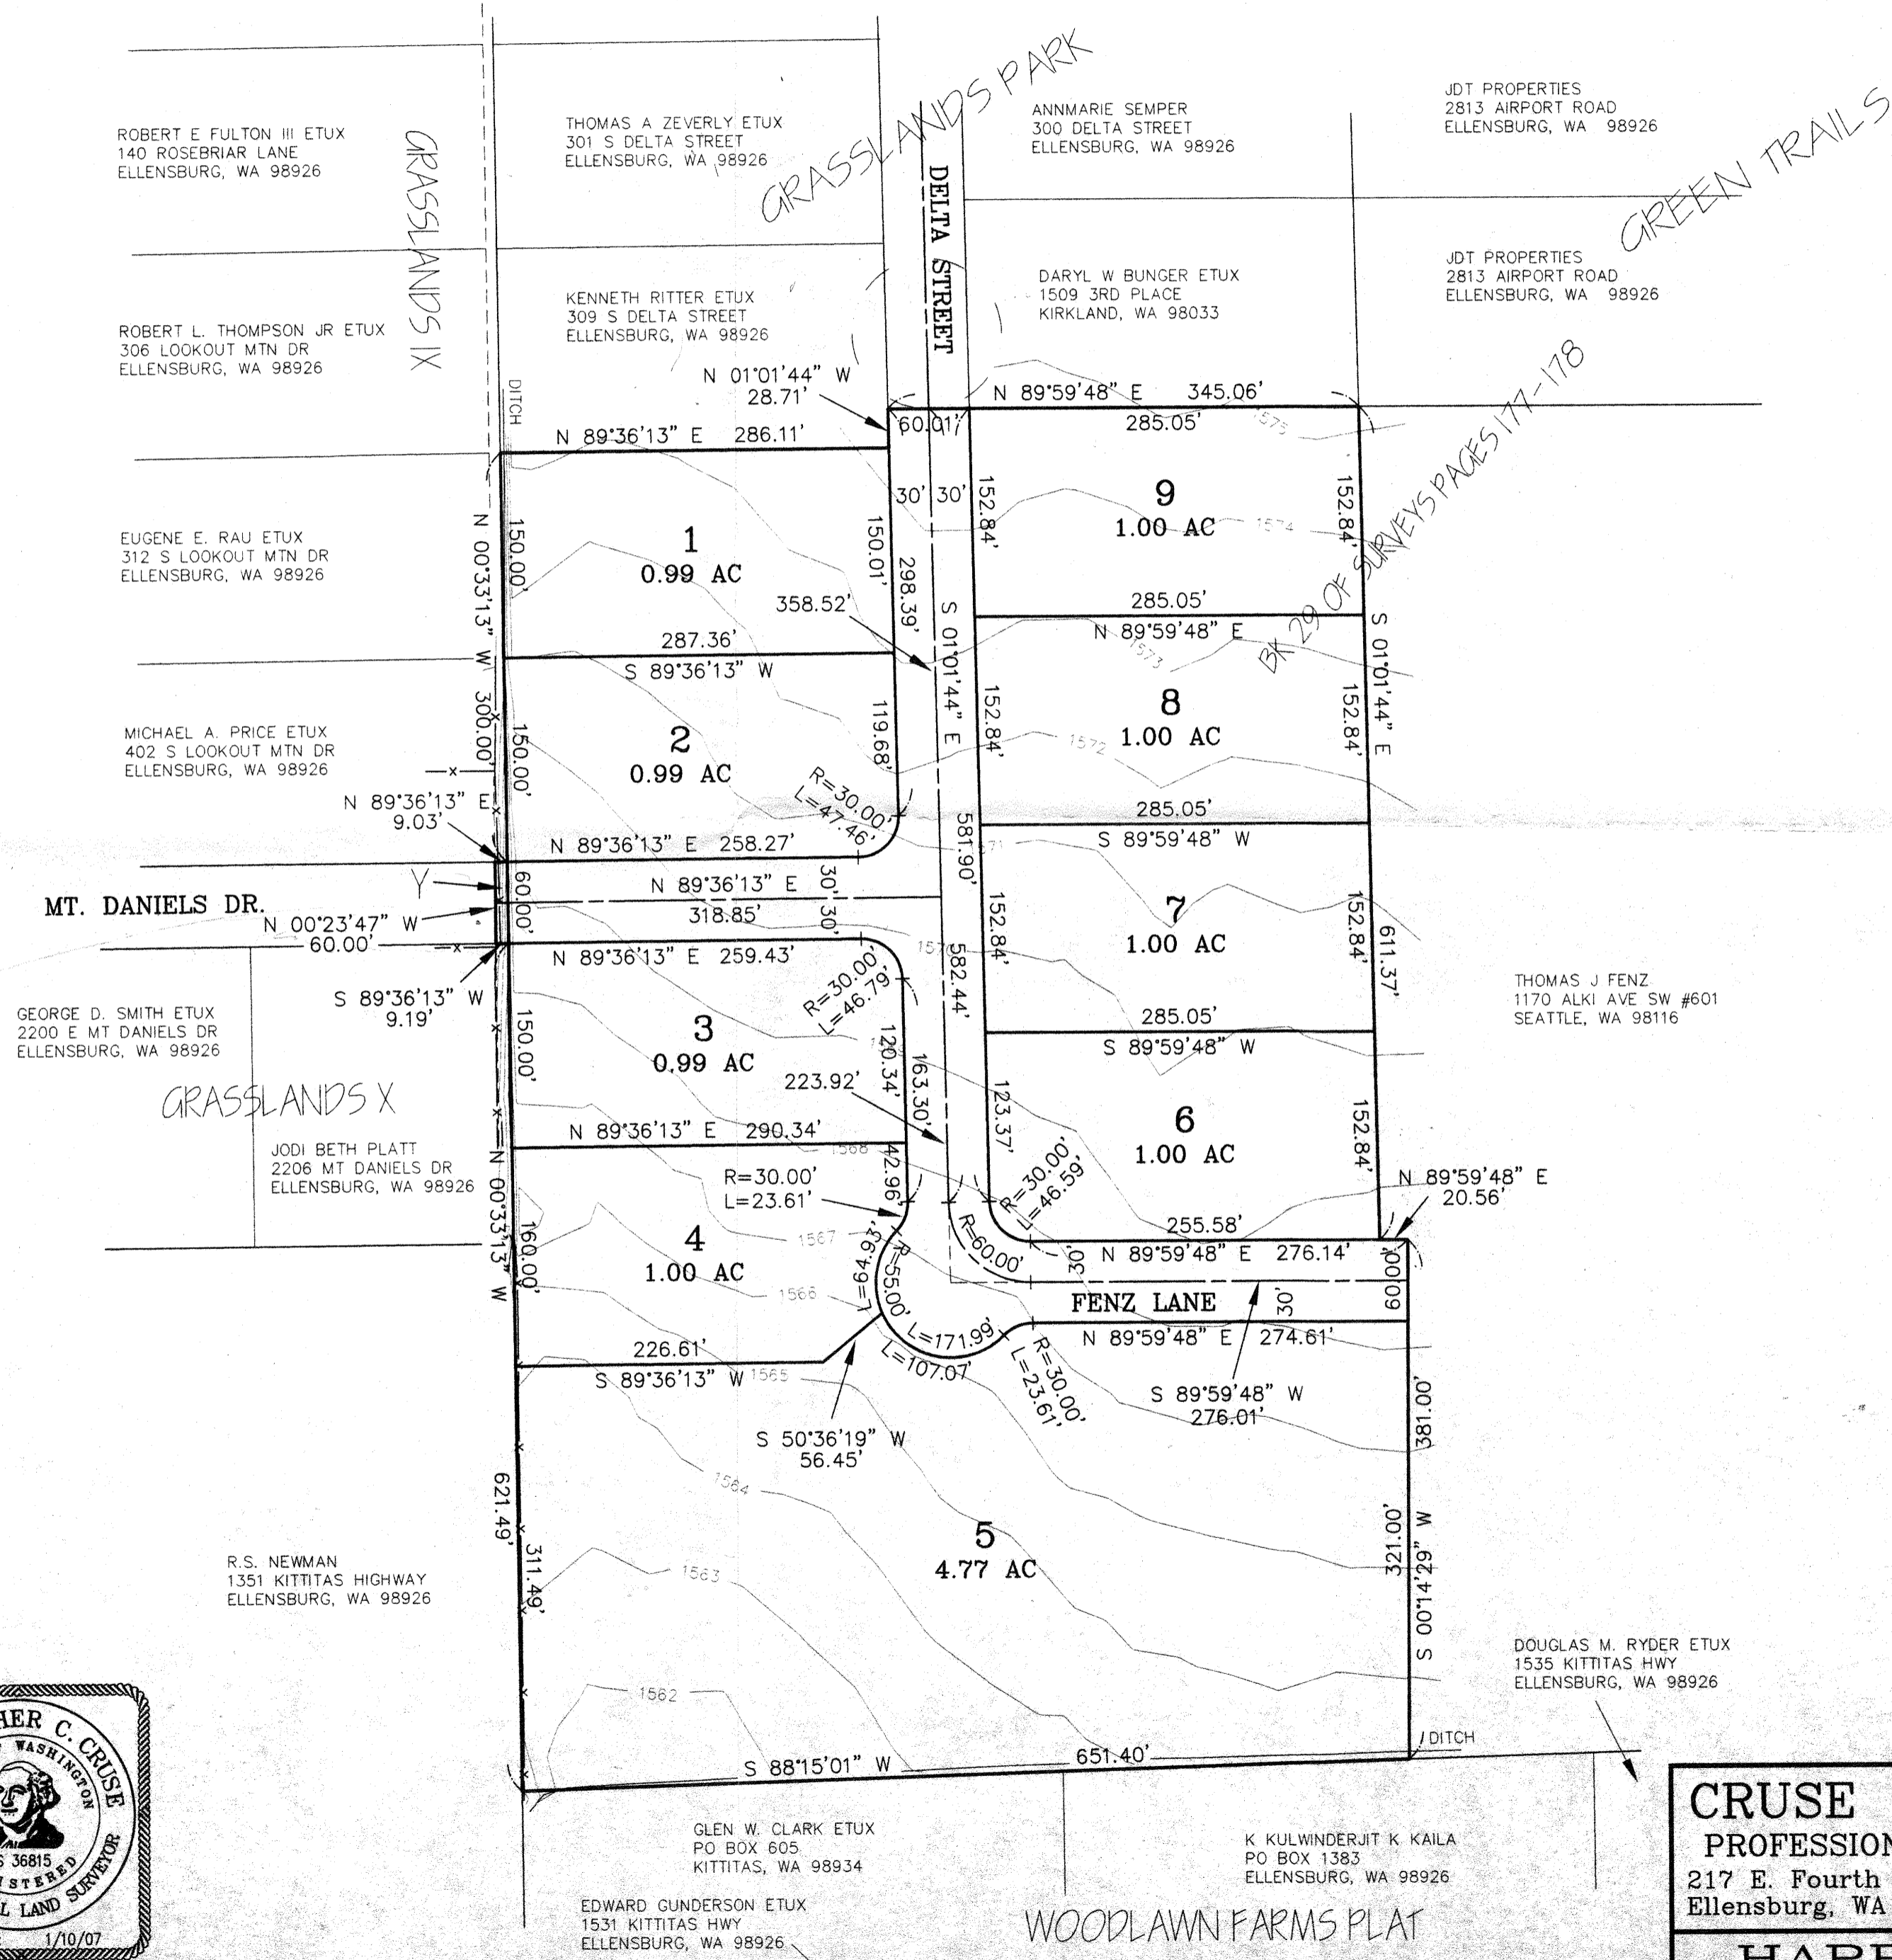 ROBERT E FULTON III ETUX
140 ROSEBRIAR LANE
ELLENSBURG, WA 98926
GRASSLANDS IX
THOMAS A ZEVERLY ETUX
301 S DELTA STREET
ELLENSBURG, WA 98926
GRASSLANDS PARK
DELTA STREET
ANNMARIE SEMPER
300 DELTA STREET
ELLENSBURG, WA 98926
JDT PROPERTIES
2813 AIRPORT ROAD
ELLENSBURG, WA 98926
GREEN TRAILS
ROBERT L. THOMPSON JR ETUX
306 LOOKOUT MTN DR
ELLENSBURG, WA 98926
KENNETH RITTER ETUX
309 S DELTA STREET
ELLENSBURG, WA 98926
DARYL W BUNGER ETUX
1509 3RD PLACE
KIRKLAND, WA 98033
JDT PROPERTIES
2813 AIRPORT ROAD
ELLENSBURG, WA 98926
BK 29 OF SURVEYS PAGES 177-178
DITCH
N 01°01'44" W
28.71'
N 89°36'13" E 286.11'
60.01'
N 89°59'48" E 345.06'
285.05'
1575
EUGENE E. RAU ETUX
312 S LOOKOUT MTN DR
ELLENSBURG, WA 98926
N 00°33'13" W 300.00'
150.00'
1
0.99 AC
150.01'
298.39'
30'
30'
358.52'
S 01°01'44" E
152.84'
9
1.00 AC
1574
152.84'
287.36'
S 89°36'13" W
285.05'
N 89°59'48" E
1573
S 01°01'44" E
MICHAEL A. PRICE ETUX
402 S LOOKOUT MTN DR
ELLENSBURG, WA 98926
150.00'
2
0.99 AC
119.68'
R=30.00'
L=47.46'
152.84'
8
1.00 AC
1572
152.84'
N 89°36'13" E
9.03'
N 89°36'13" E 258.27'
581.90'
1571
285.05'
S 89°59'48" W
Y
MT. DANIELS DR.
N 00°23'47" W
60.00'
60.00'
N 89°36'13" E
318.85'
30'
30'
N 89°36'13" E 259.43'
S 89°36'13" W
9.19'
R=30.00'
L=46.79'
1570
582.44'
152.84'
7
1.00 AC
152.84'
611.37'
285.05'
S 89°59'48" W
THOMAS J FENZ
1170 ALKI AVE SW #601
SEATTLE, WA 98116
GEORGE D. SMITH ETUX
2200 E MT DANIELS DR
ELLENSBURG, WA 98926
GRASSLANDS X
JODI BETH PLATT
2206 MT DANIELS DR
ELLENSBURG, WA 98926
150.00'
3
0.99 AC
120.34'
163.30'
223.92'
N 89°36'13" E 290.34'
1568
123.37'
6
1.00 AC
152.84'
N 89°59'48" E
20.56'
N 00°33'13" W
160.00'
42.96'
R=30.00'
L=23.61'
4
1.00 AC
1567
1566
L=64.93'
R=55.00'
R=60.00'
R=30.00'
L=46.59'
255.58'
N 89°59'48" E 276.14'
30'
60.00'
FENZ LANE
30'
N 89°59'48" E 274.61'
L=171.99'
L=107.07'
R=30.00'
L=23.61'
226.61'
S 89°36'13" W
1565
S 50°36'19" W
56.45'
S 89°59'48" W
276.01'
381.00'
621.49'
1564
311.49'
5
4.77 AC
321.00'
S 00°14'29" W
R.S. NEWMAN
1351 KITTITAS HIGHWAY
ELLENSBURG, WA 98926
1563
1562
S 88°15'01" W 651.40'
DITCH
DOUGLAS M. RYDER ETUX
1535 KITTITAS HWY
ELLENSBURG, WA 98926
GLEN W. CLARK ETUX
PO BOX 605
KITTITAS, WA 98934
K KULWINDERJIT K KAILA
PO BOX 1383
ELLENSBURG, WA 98926
EDWARD GUNDERSON ETUX
1531 KITTITAS HWY
ELLENSBURG, WA 98926
WOODLAWN FARMS PLAT
HER C. CRUSE
WASHINGTON
36815
ISTERED
L LAND SURVEYOR
1/10/07
CRUSE
PROFESSION
217 E. Fourth
Ellensburg, WA